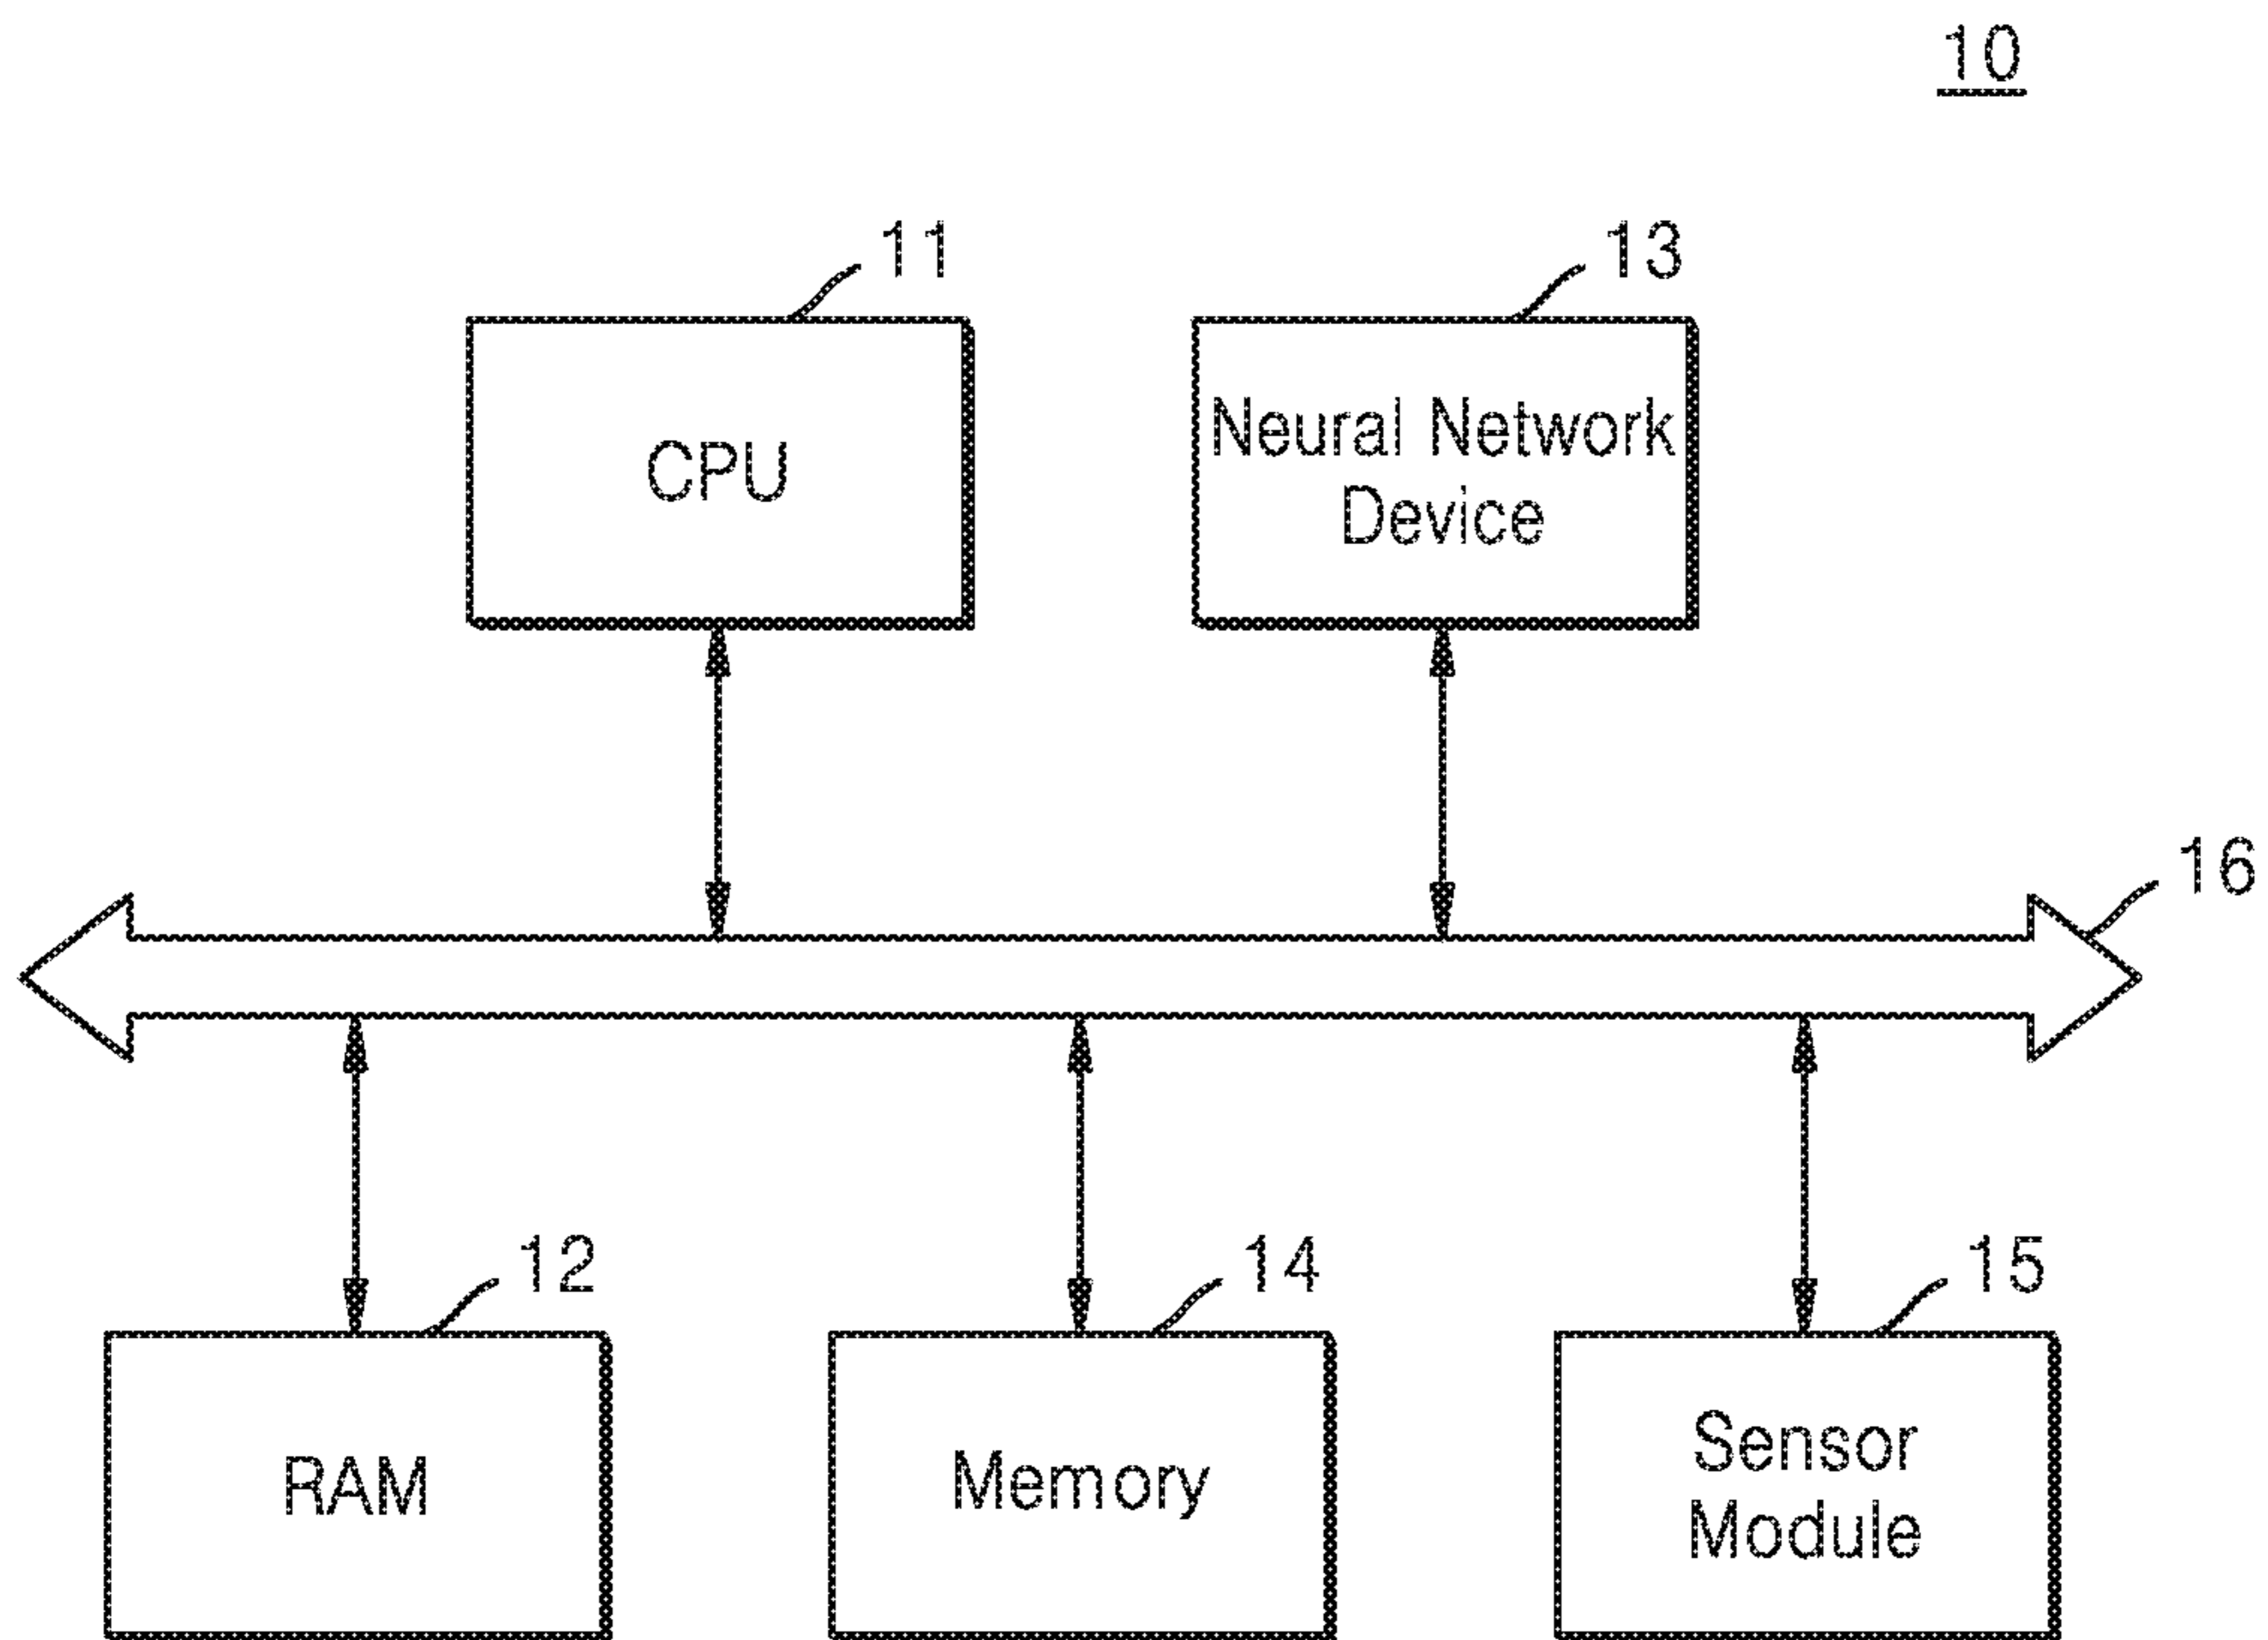 10
11
13
CPU
Neural Network
Device
16
12
14
15
RAM
Memory
Sensor
Module